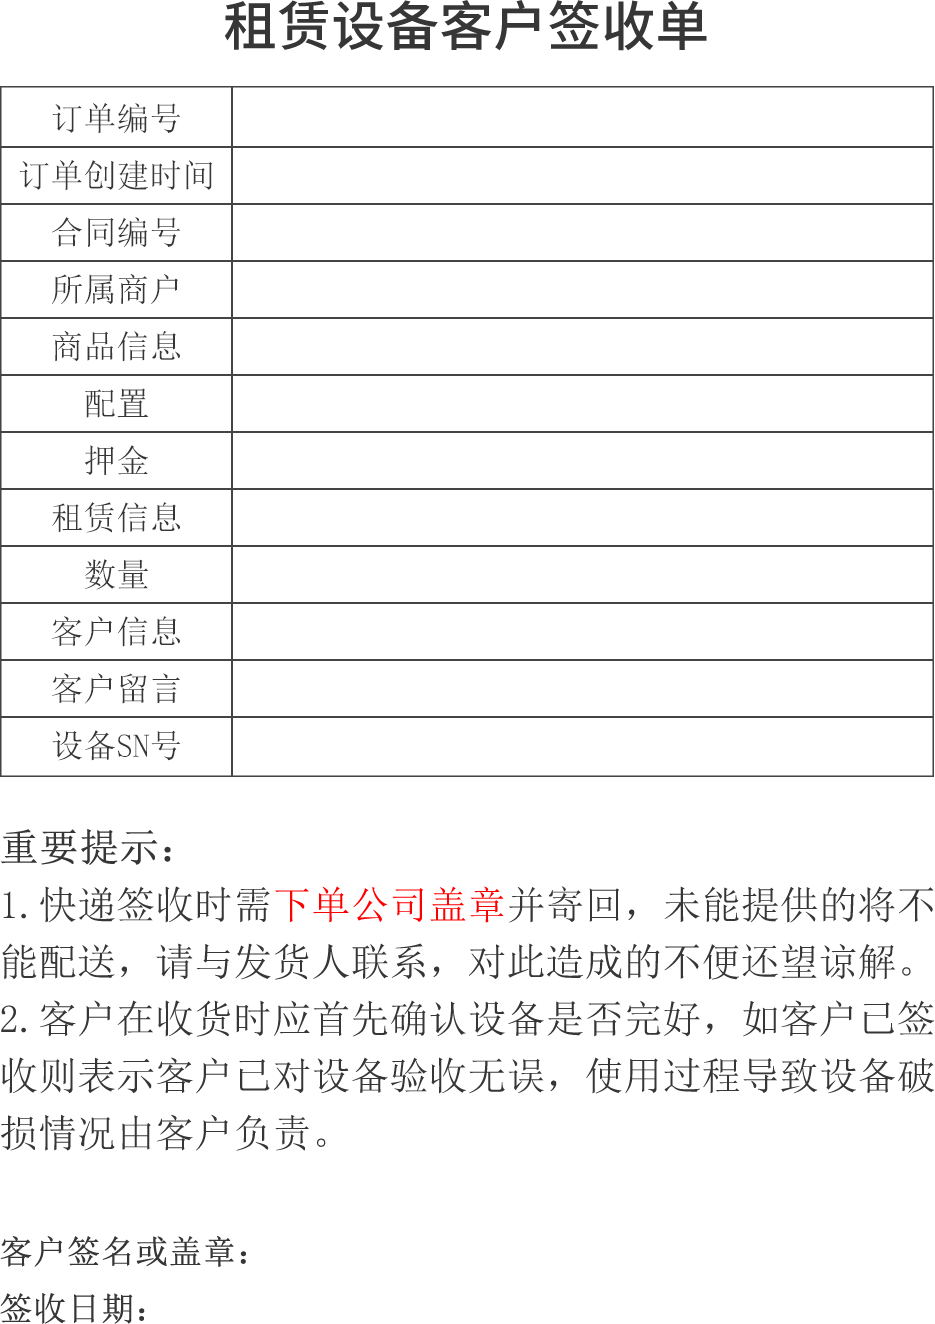 租赁设备客户签收单
订单编号
订单创建时间
合同编号
所属商户
商品信息
配置
押金
租赁信息
数量
客户信息
客户留言
设备SN号
重要提示：
1.快递签收时需下单公司盖章并寄回，未能提供的将不
能配送，请与发货人联系，对此造成的不便还望谅解。
2.客户在收货时应首先确认设备是否完好，如客户已签
收则表示客户已对设备验收无误，使用过程导致设备破
损情况由客户负责。
客户签名或盖章：
签收日期：